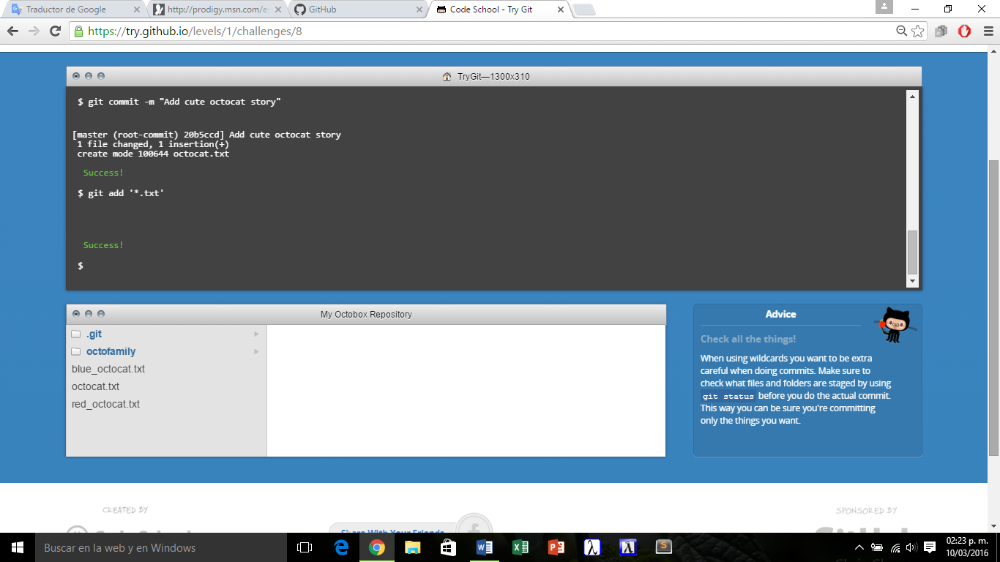 Traduccor de Google
http://prodigy.msn.com/es
GitHub
Code School - Try Git
https://try.github.io/levels/1/challenges/8
TryGit—1300x310
$ git commit -m "Add cute octocat story"
[master (root-commit) 20b5ccd] Add cute octocat story
1 file changed, 1 insertion(+)
create mode 100644 octocat.txt
Success!
$ git add '*.txt'
Success!
$
My Octobox Repository
.git
octofamily
blue_octocat.txt
octocat.txt
red_octocat.txt
Advice
Check all the things!
When using wildcards you want to be extra
careful when doing commits. Make sure to
check what files and folders are staged by using
git status before you do the actual commit.
This way you can be sure you're committing
only the things you want.
CREATED BY
SPONSORED BY
Share With Your Friends
GitHub
Buscar en la web y en Windows
02:23 p. m.
10/03/2016